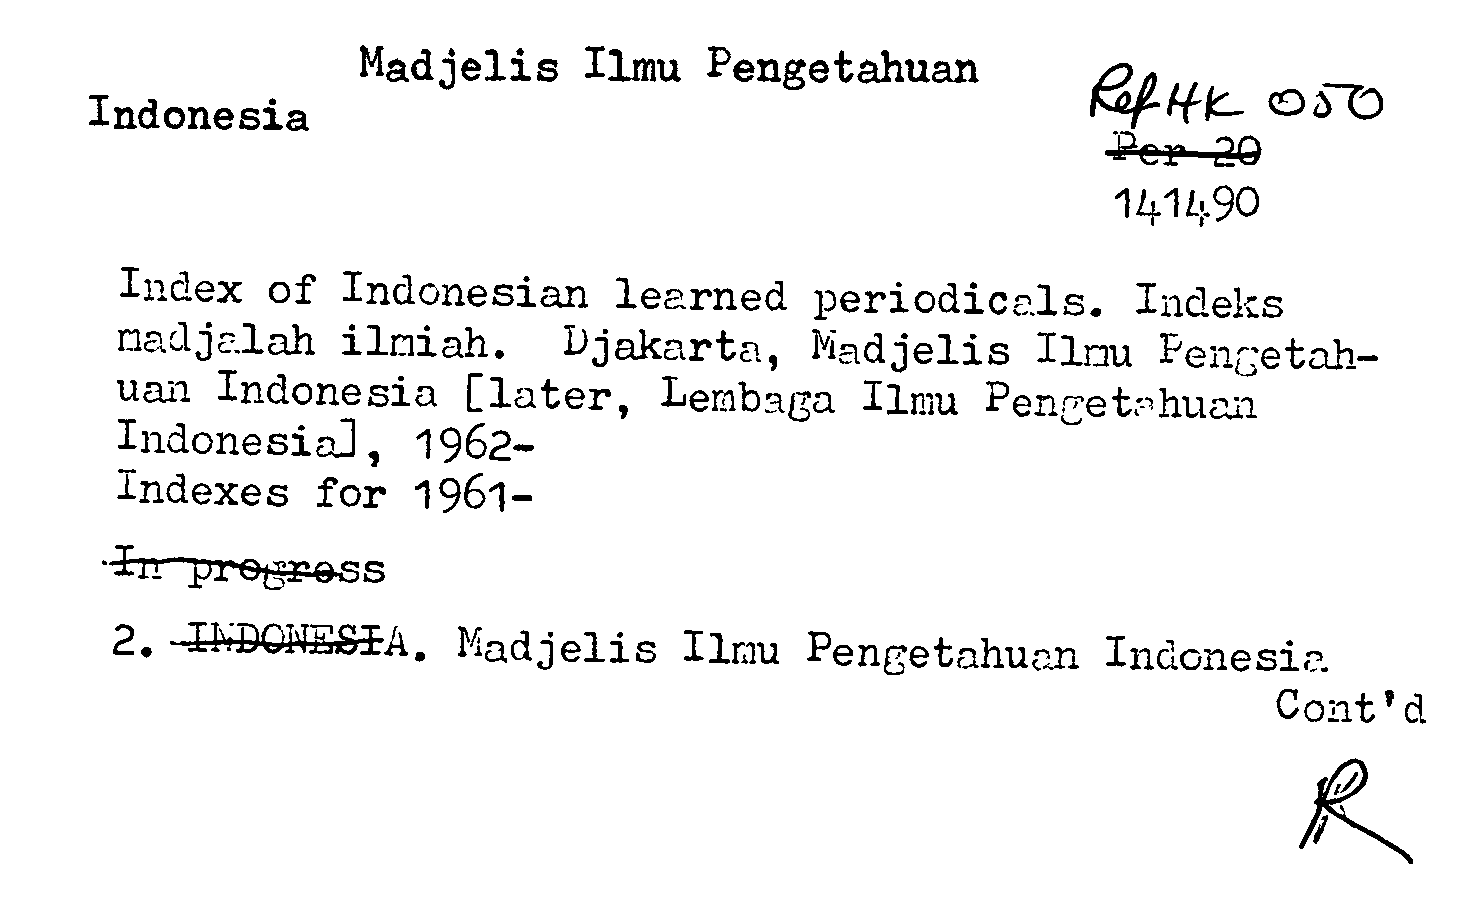 Madjelis Ilmu Pengetahuan
Indonesia
Ref HK 050
Per 20
141490
Index of Indonesian learned periodicals. Indeks
madjalah ilmiah. Djakarta, Madjelis Ilmu Pengetah-
uan Indonesia [later, Lembaga Ilmu Pengetahuan
Indonesia], 1962-
Indexes for 1961-
In progress
2. INDONESIA. Madjelis Ilmu Pengetahuan Indonesia
Cont'd
R